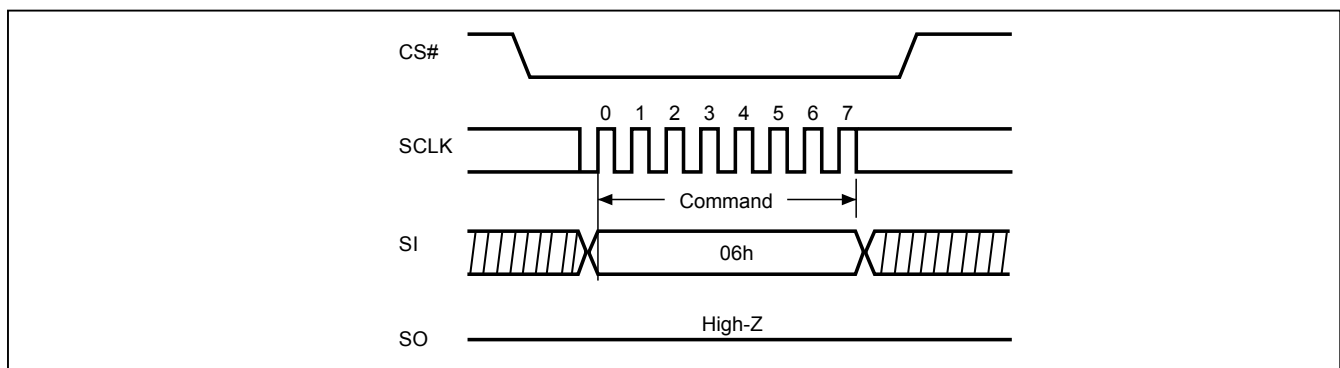 CS#
0 1 2 3 4 5 6 7
SCLK
Command
SI
06h
High-Z
SO